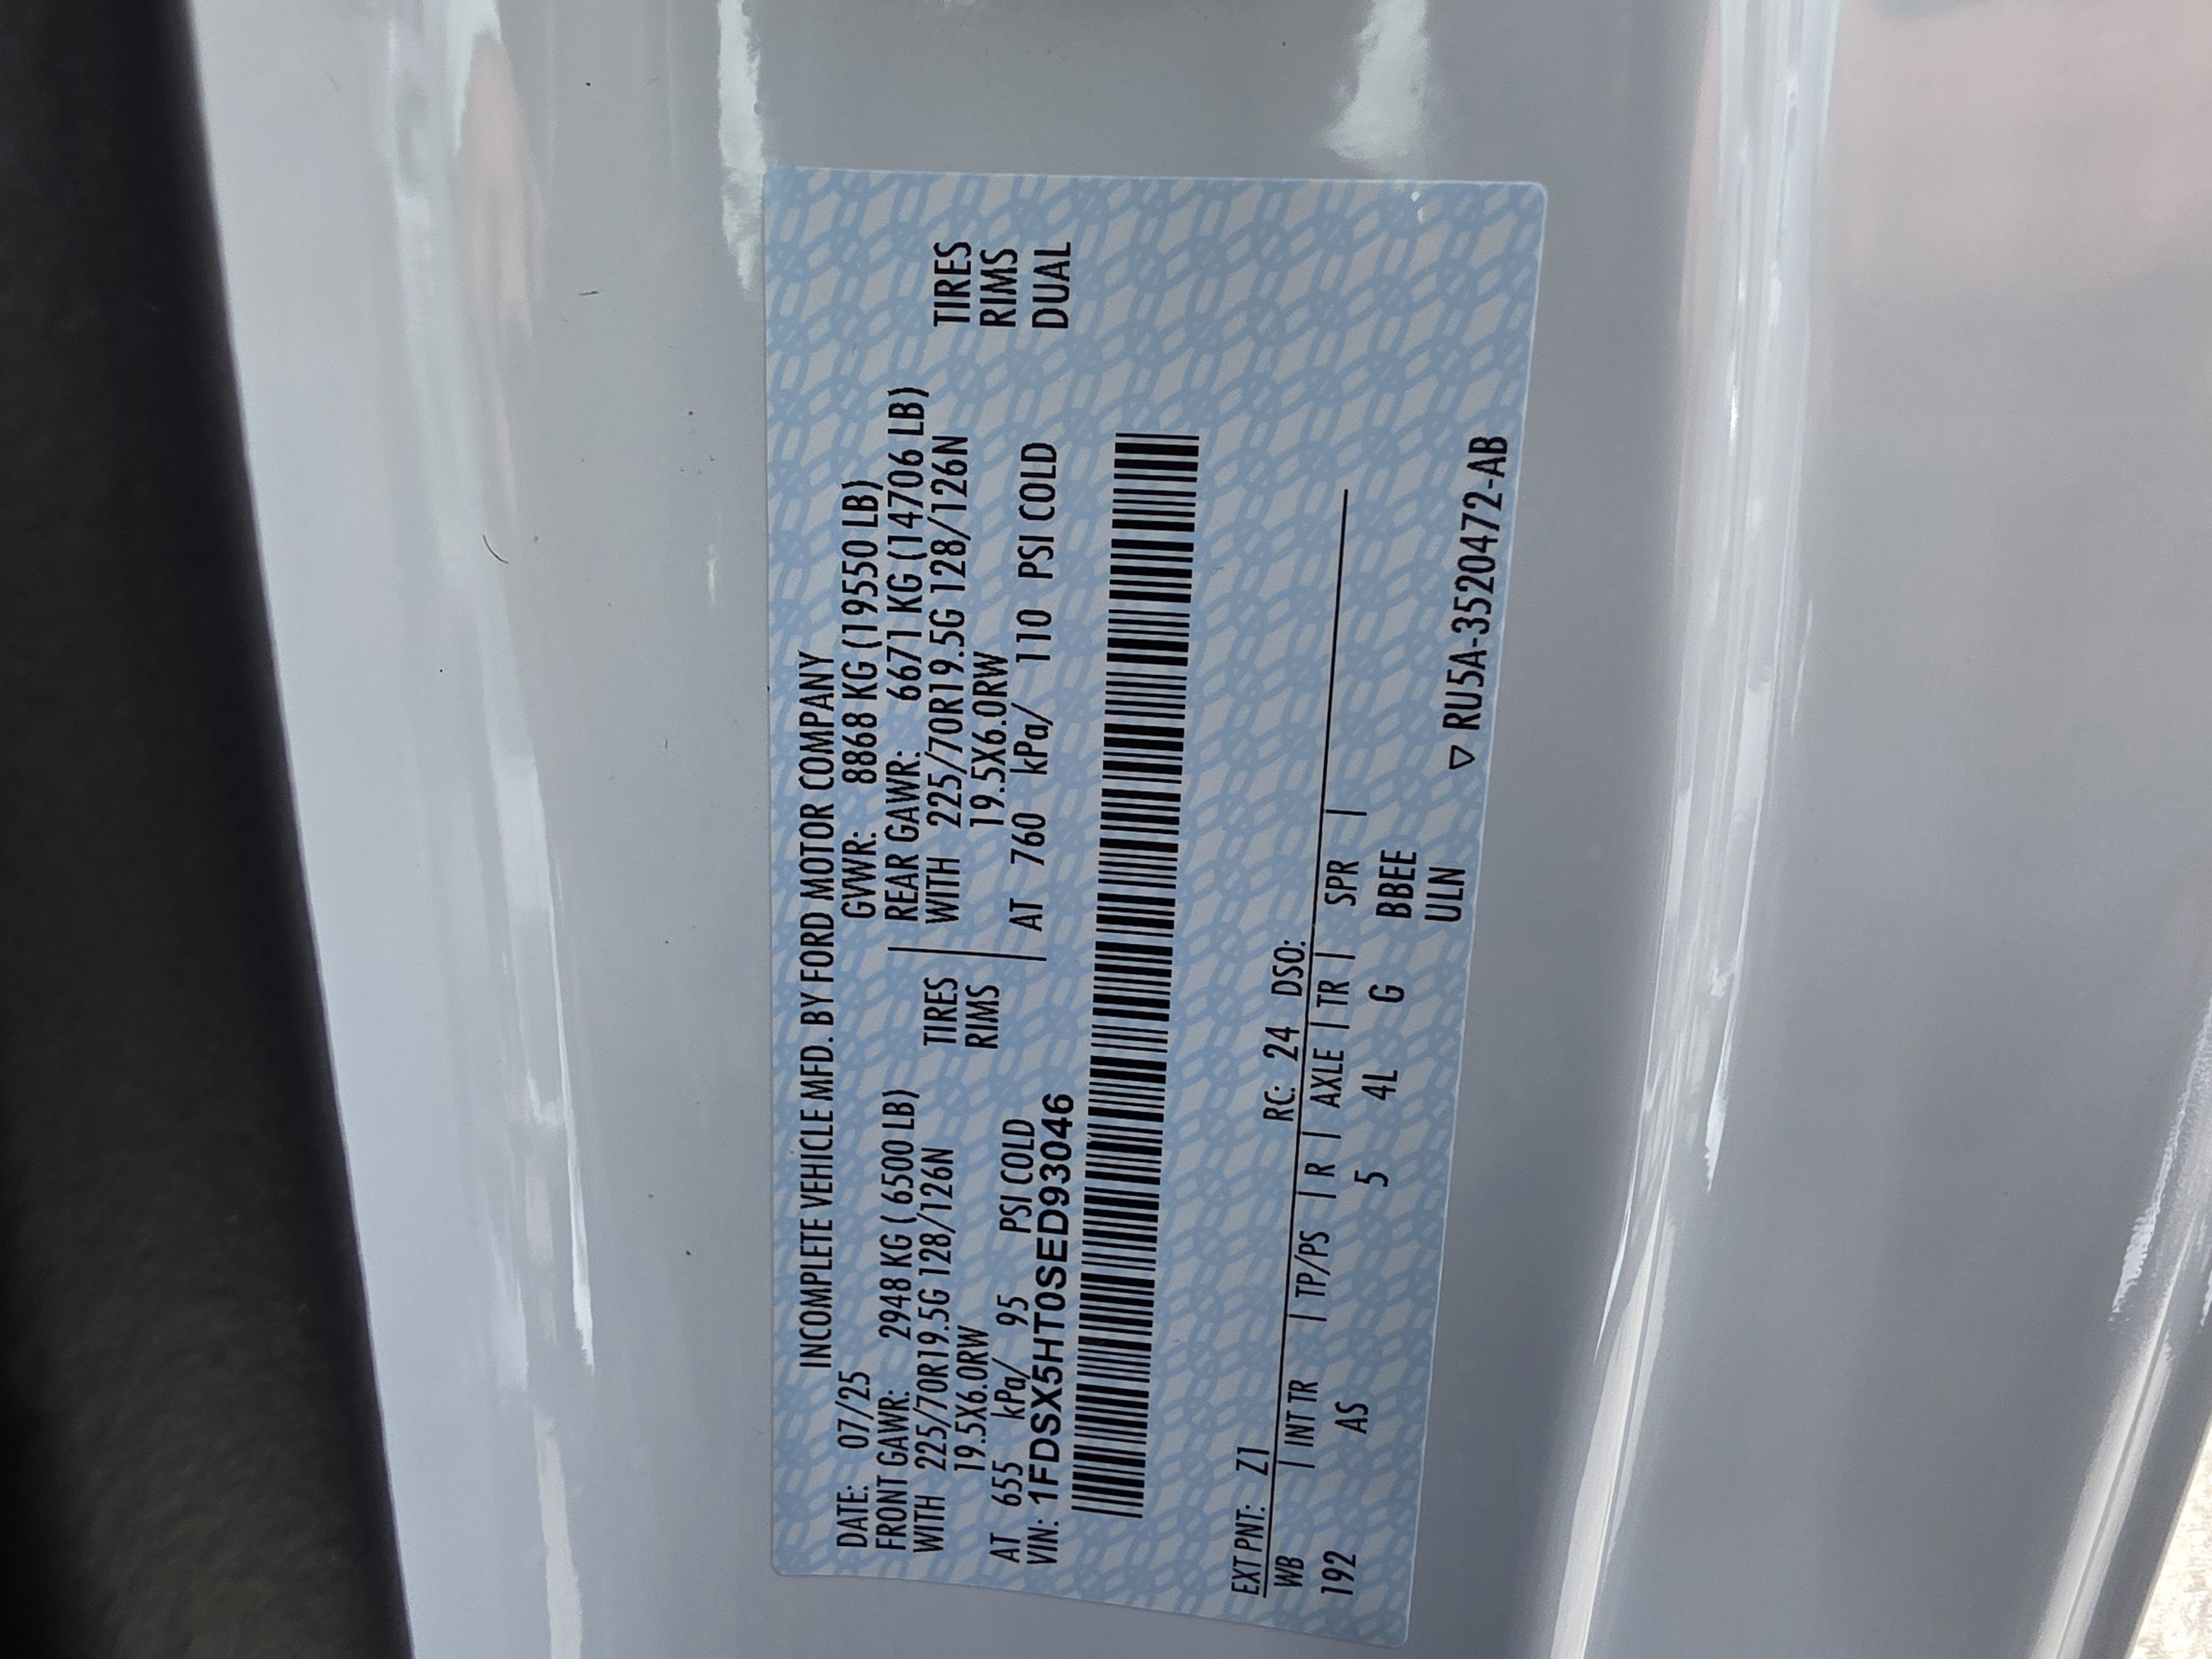 INCOMPLETE VEHICLE MFD. BY FORD MOTOR COMPANY
DATE: 07/25 GVWR: 8868 KG (19550 LB)
FRONT GAWR: 2948 KG ( 6500 LB) | REAR GAWR: 6671 KG (14706 LB)
WITH 225/70R19.5G 128/126N TIRES | WITH 225/70R19.5G 128/126N TIRES
19.5X6.0RW RIMS | 19.5X6.0RW RIMS
AT 655 kPa/ 95 PSI COLD | AT 760 kPa/ 110 PSI COLD DUAL
VIN: 1FDSX5HT0SED93046
EXT PNT: Z1 RC: 24 DSO:
WB | INT TR | TP/PS | R | AXLE | TR | SPR |
192 AS 5 4L G BBEE
ULN
▽ RU5A-3520472-AB